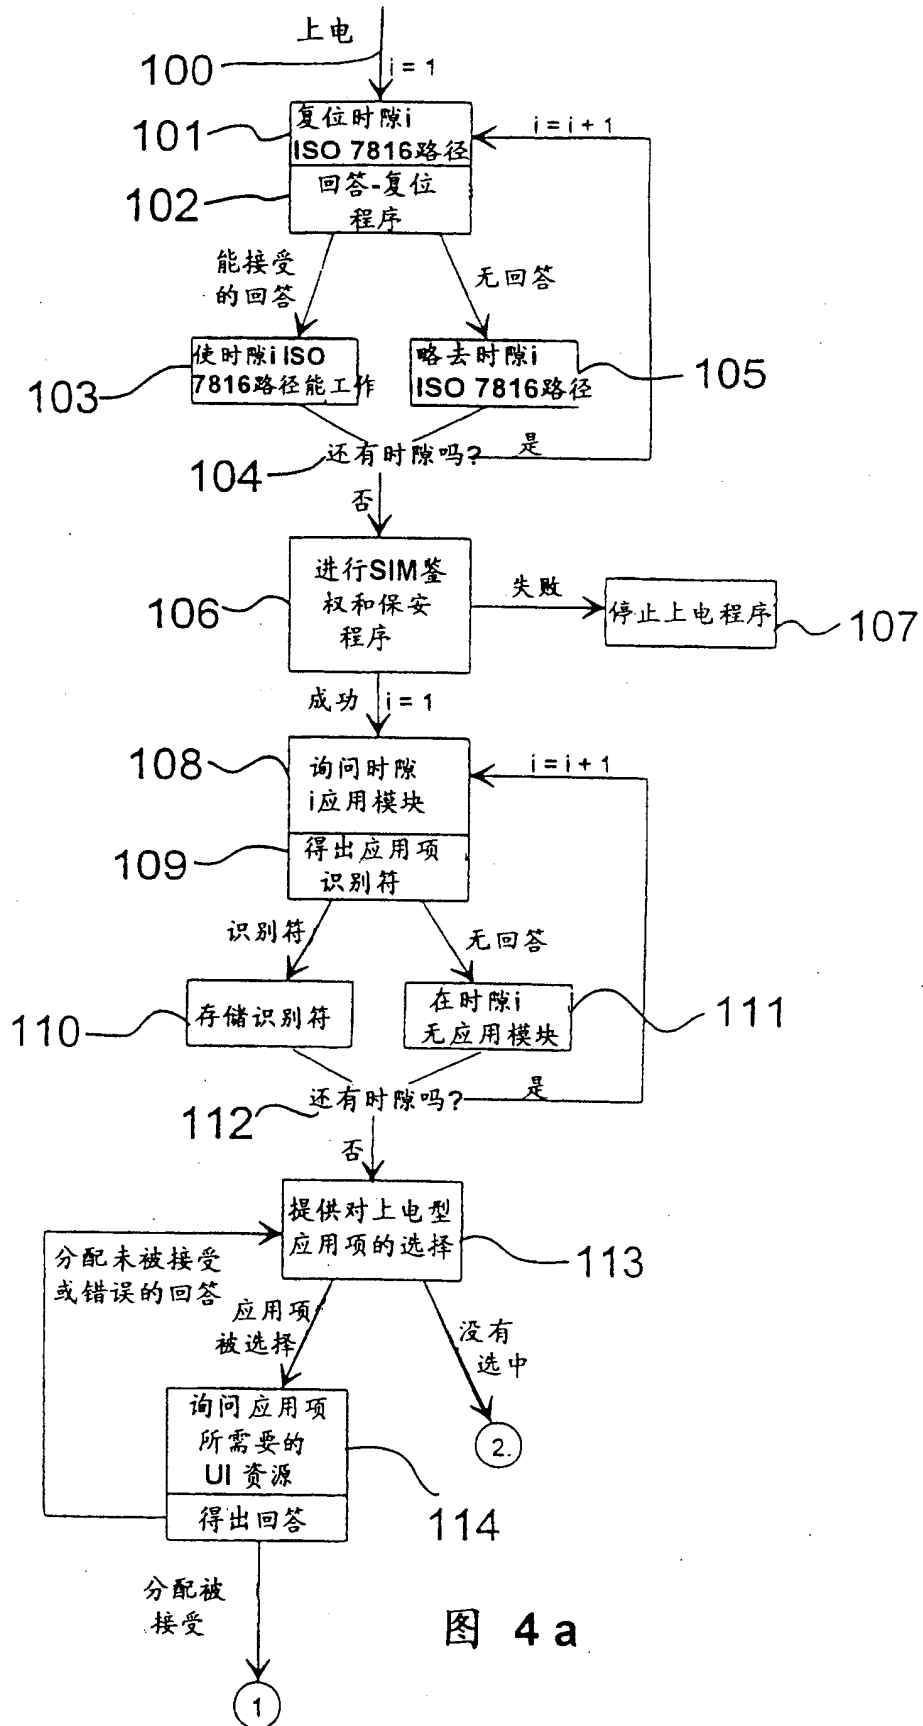 上电
100
i = 1
101
复位时隙i
ISO 7816路径
i = i + 1
102
回答-复位
程序
能接受
的回答
无回答
103
使时隙i ISO
7816路径能工作
略去时隙i
ISO 7816路径
105
104
还有时隙吗?
是
否
106
进行SIM鉴
权和保安
程序
失败
停止上电程序
107
成功
i = 1
108
询问时隙
i应用模块
i = i + 1
109
得出应用项
识别符
识别符
无回答
110
存储识别符
在时隙i
无应用模块
111
112
还有时隙吗?
是
否
提供对上电型
应用项的选择
113
分配未被接受
或错误的回答
应用项
被选择
没有
选中
询问应用项
所需要的
UI 资源
114
2.
得出回答
分配被
接受
图 4a
1